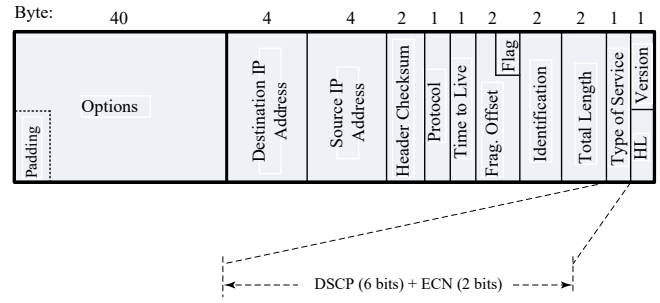 Byte: 40 4 4 2 1 1 2 2 2 1 1
Options
Padding
Destination IP
Address
Source IP
Address
Header Checksum
Protocol
Time to Live
Frag. Offset
Flag
Identification
Total Length
Type of Service
HL
Version
DSCP (6 bits) + ECN (2 bits)